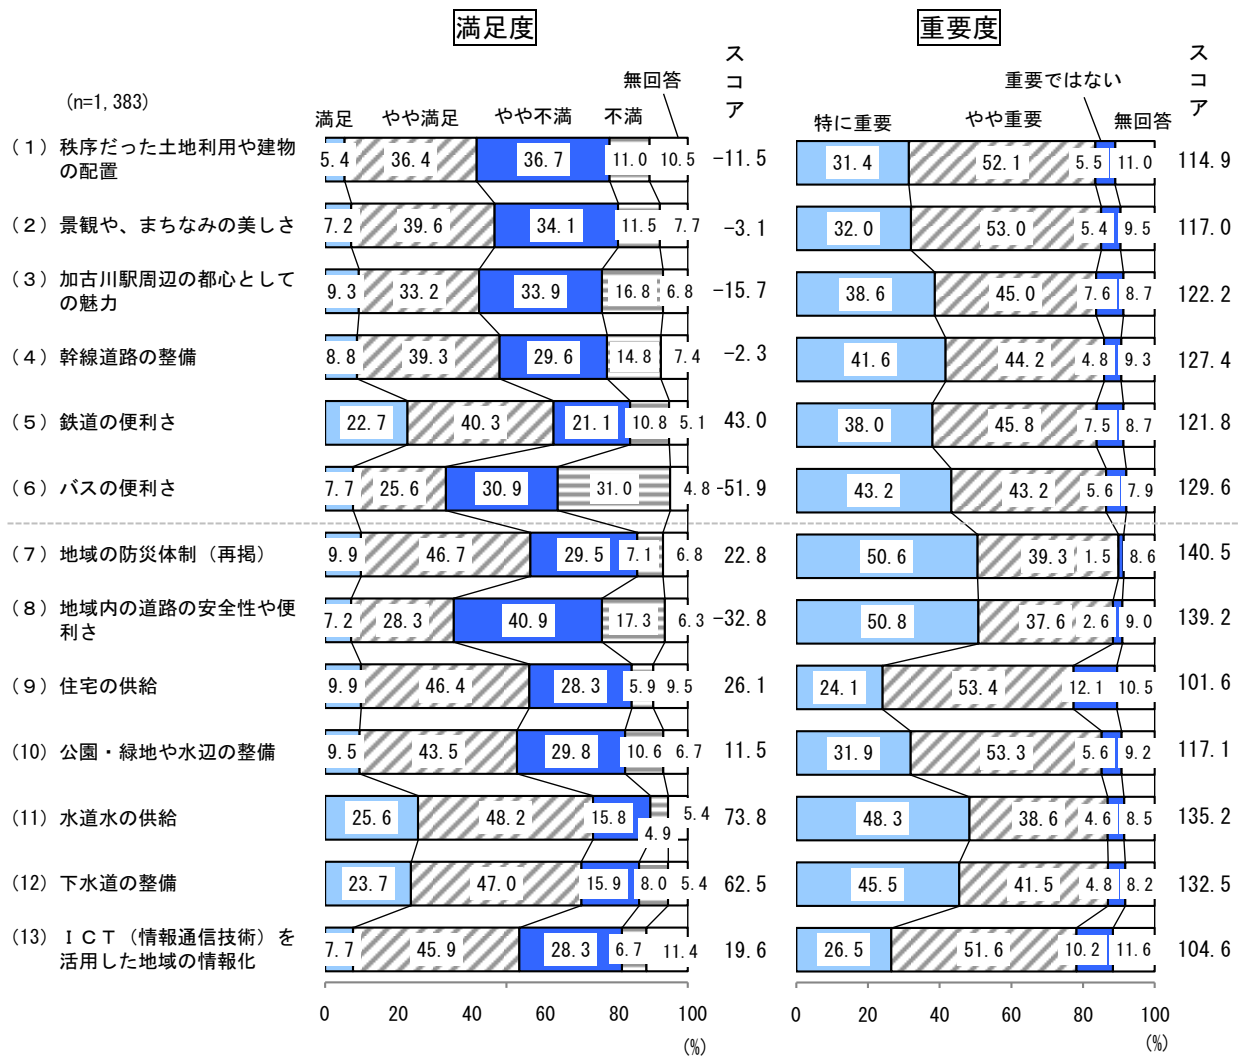 満足度
重要度
スコア
スコア
無回答
重要ではない
(n=1,383)
満足 やや満足 やや不満 不満
特に重要 やや重要 無回答
（1）秩序だった土地利用や建物
の配置
5.4 36.4 36.7 11.0 10.5 -11.5 31.4 52.1 5.5 11.0 114.9
（2）景観や、まちなみの美しさ
7.2 39.6 34.1 11.5 7.7 -3.1 32.0 53.0 5.4 9.5 117.0
（3）加古川駅周辺の都心として
の魅力
9.3 33.2 33.9 16.8 6.8 -15.7 38.6 45.0 7.6 8.7 122.2
（4）幹線道路の整備
8.8 39.3 29.6 14.8 7.4 -2.3 41.6 44.2 4.8 9.3 127.4
（5）鉄道の便利さ
22.7 40.3 21.1 10.8 5.1 43.0 38.0 45.8 7.5 8.7 121.8
（6）バスの便利さ
7.7 25.6 30.9 31.0 4.8 -51.9 43.2 43.2 5.6 7.9 129.6
（7）地域の防災体制（再掲）
9.9 46.7 29.5 7.1 6.8 22.8 50.6 39.3 1.5 8.6 140.5
（8）地域内の道路の安全性や便
利さ
7.2 28.3 40.9 17.3 6.3 -32.8 50.8 37.6 2.6 9.0 139.2
（9）住宅の供給
9.9 46.4 28.3 5.9 9.5 26.1 24.1 53.4 12.1 10.5 101.6
（10）公園・緑地や水辺の整備
9.5 43.5 29.8 10.6 6.7 11.5 31.9 53.3 5.6 9.2 117.1
（11）水道水の供給
25.6 48.2 15.8 4.9 5.4 73.8 48.3 38.6 4.6 8.5 135.2
（12）下水道の整備
23.7 47.0 15.9 8.0 5.4 62.5 45.5 41.5 4.8 8.2 132.5
（13）ＩＣＴ（情報通信技術）を
活用した地域の情報化
7.7 45.9 28.3 6.7 11.4 19.6 26.5 51.6 10.2 11.6 104.6
0 20 40 60 80 100
(%)
0 20 40 60 80 100
(%)